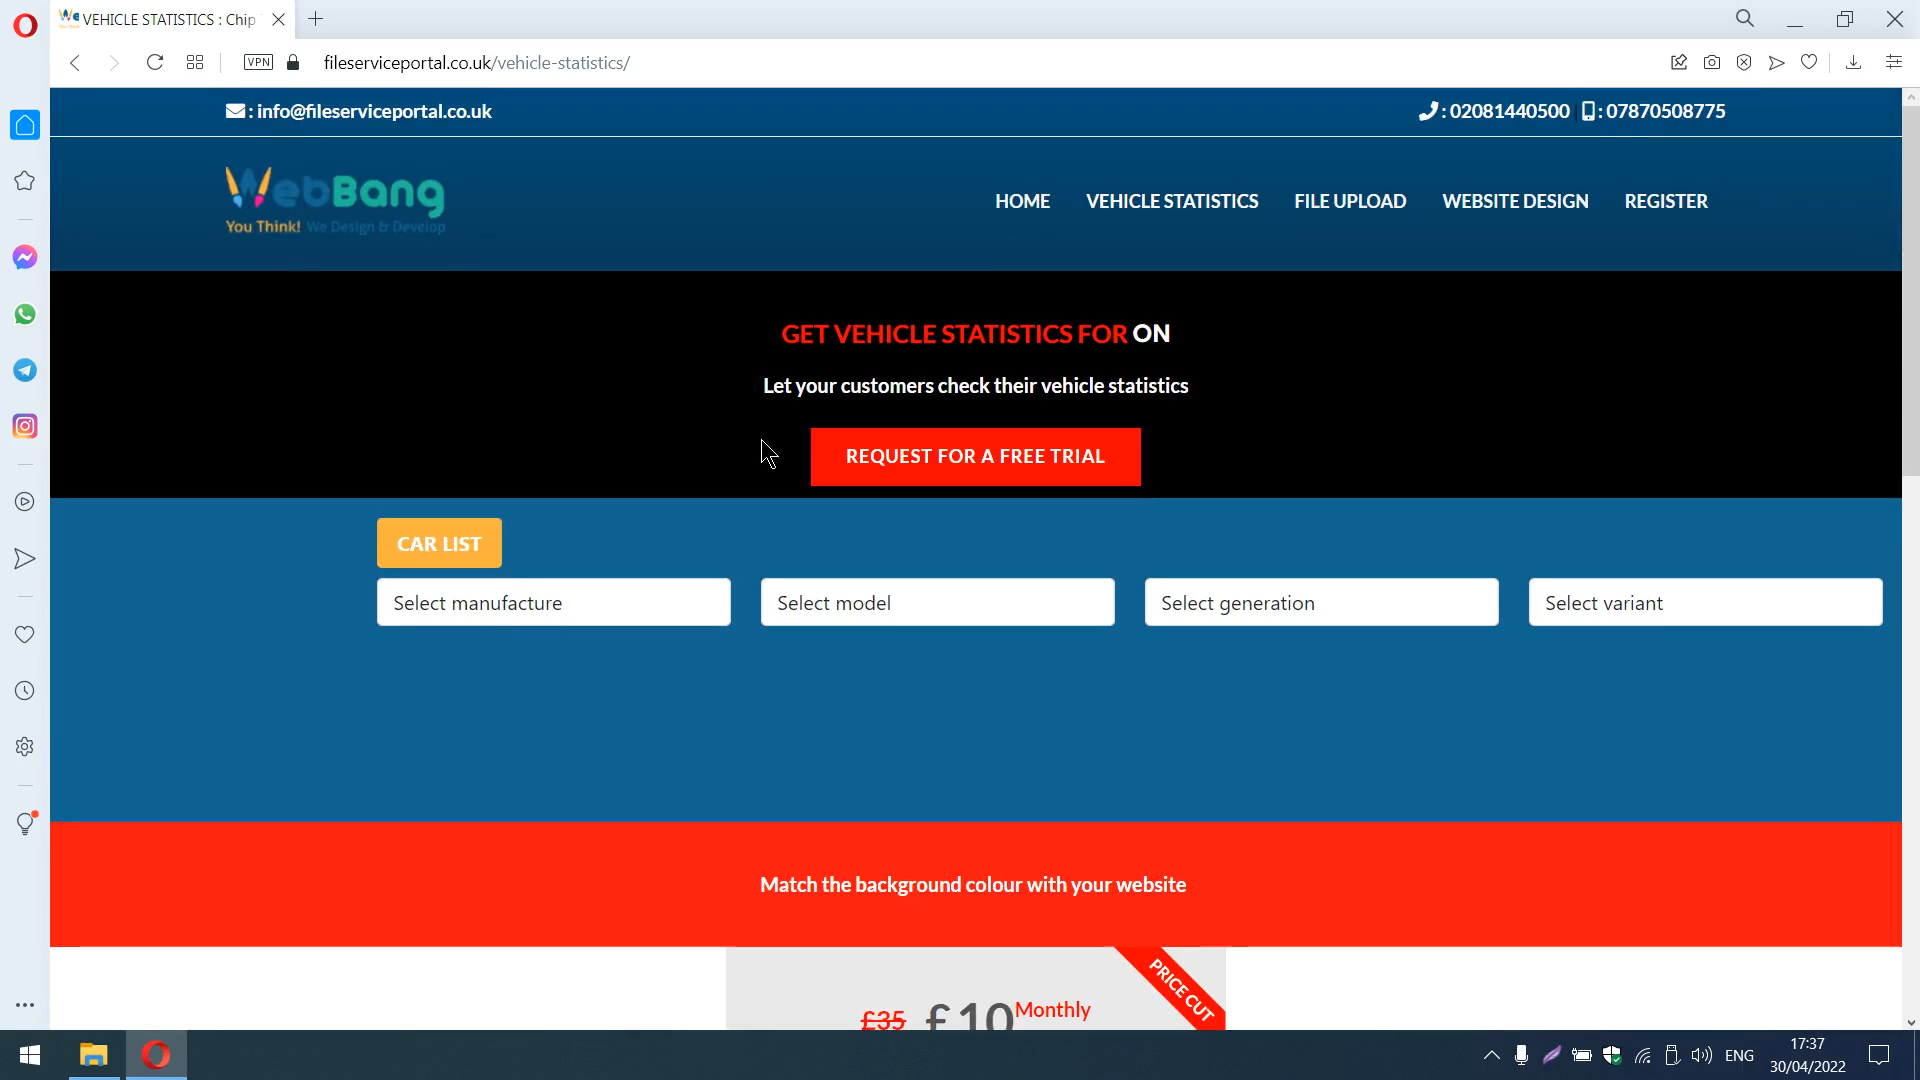 VEHICLE STATISTICS : Chip
VPN
fileserviceportal.co.uk/vehicle-statistics/
: info@fileserviceportal.co.uk
: 02081440500 : 07870508775
WebBang
You Think! We Design & Develop
HOME VEHICLE STATISTICS FILE UPLOAD WEBSITE DESIGN REGISTER
GET VEHICLE STATISTICS FOR ON
Let your customers check their vehicle statistics
REQUEST FOR A FREE TRIAL
CAR LIST
Select manufacture Select model Select generation Select variant
Match the background colour with your website
PRICE CUT
£35 £10 Monthly
ENG
17:37
30/04/2022